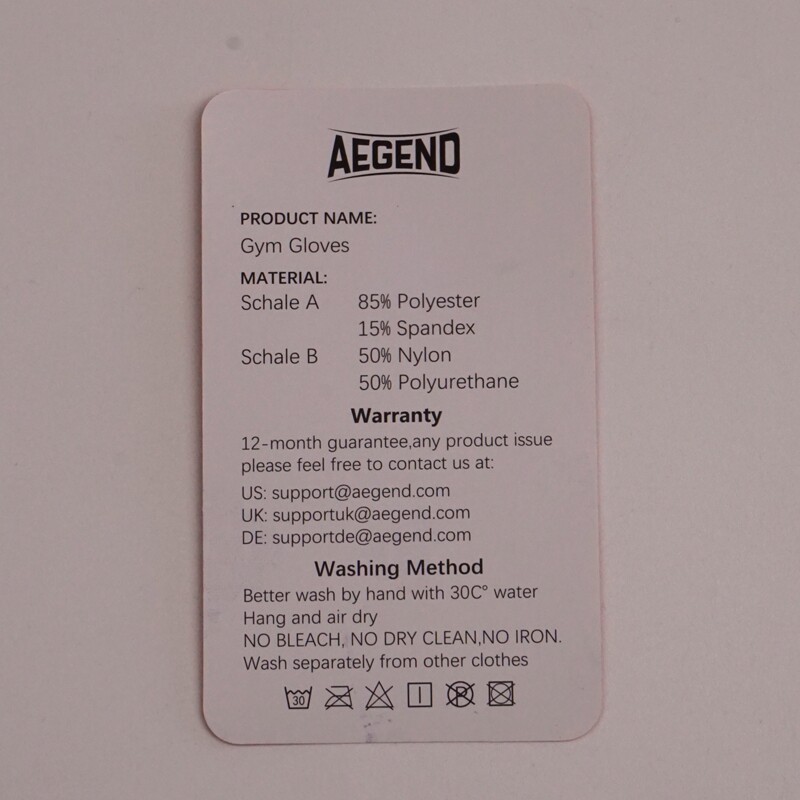 AEGEND
PRODUCT NAME:
Gym Gloves
MATERIAL:
Schale A 85% Polyester
15% Spandex
Schale B 50% Nylon
50% Polyurethane
Warranty
12-month guarantee,any product issue
please feel free to contact us at:
US: support@aegend.com
UK: supportuk@aegend.com
DE: supportde@aegend.com
Washing Method
Better wash by hand with 30C° water
Hang and air dry
NO BLEACH, NO DRY CLEAN,NO IRON.
Wash separately from other clothes
30 P